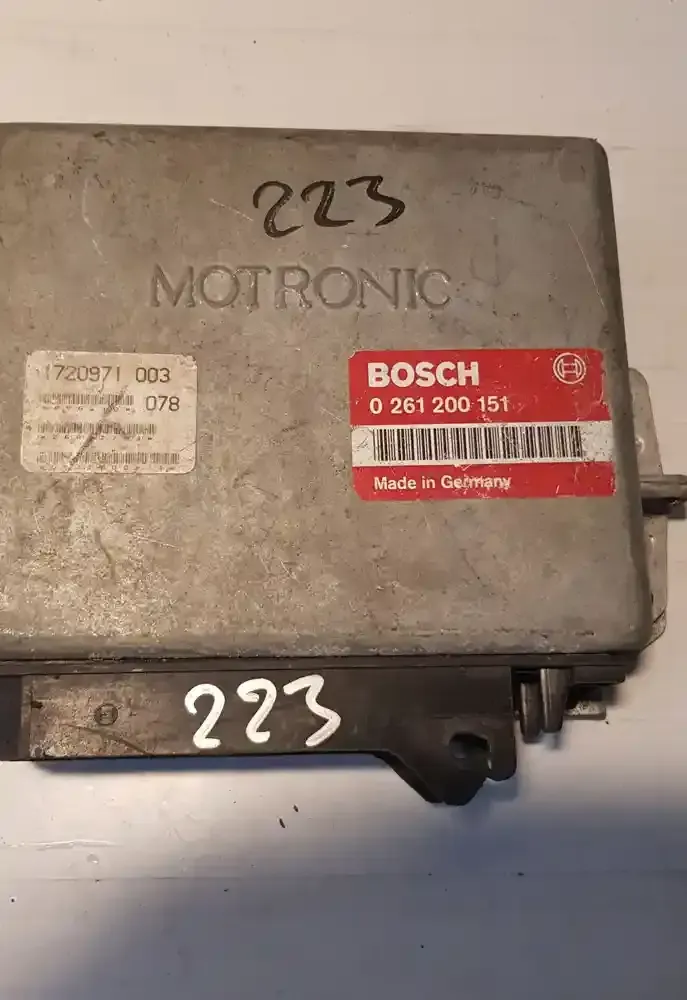 223
MOTRONIC
1720971 003
078
BOSCH
0 261 200 151
Made in Germany
223